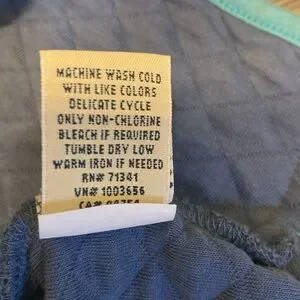 MACHINE WASH COLD
WITH LIKE COLORS
DELICATE CYCLE
ONLY NON-CHLORINE
BLEACH IF REQUIRED
TUMBLE DRY LOW
WARM IRON IF NEEDED
RN# 71341
VN# 1003656
CA#